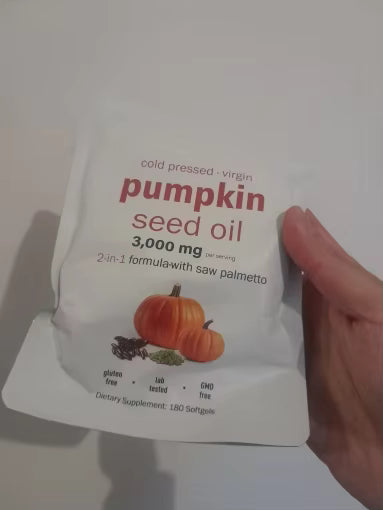 cold pressed · virgin
pumpkin
seed oil
3,000 mg per serving
2-in-1 formula-with saw palmetto
gluten free • lab tested • GMO free
Dietary Supplement: 180 Softgels